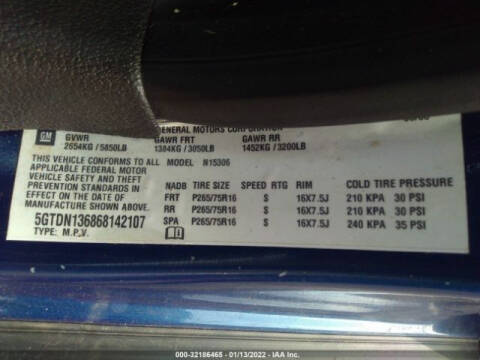 GENERAL MOTORS CORPORATION
GM GVWR GAWR FRT GAWR RR
2654KG / 5850LB 1384KG / 3050LB 1452KG / 3200LB
THIS VEHICLE CONFORMS TO ALL MODEL N15306
APPLICABLE FEDERAL MOTOR
VEHICLE SAFETY AND THEFT NADB TIRE SIZE SPEED RTG RIM COLD TIRE PRESSURE
PREVENTION STANDARDS IN FRT P265/75R16 S 16X7.5J 210 KPA 30 PSI
EFFECT ON THE DATE OF RR P265/75R16 S 16X7.5J 210 KPA 30 PSI
MANUFACTURE SHOWN ABOVE. SPA P265/75R16 S 16X7.5J 240 KPA 35 PSI
5GTDN136868142107
TYPE: M.P.V.
000-32186465 - 01/13/2022 - IAA Inc.